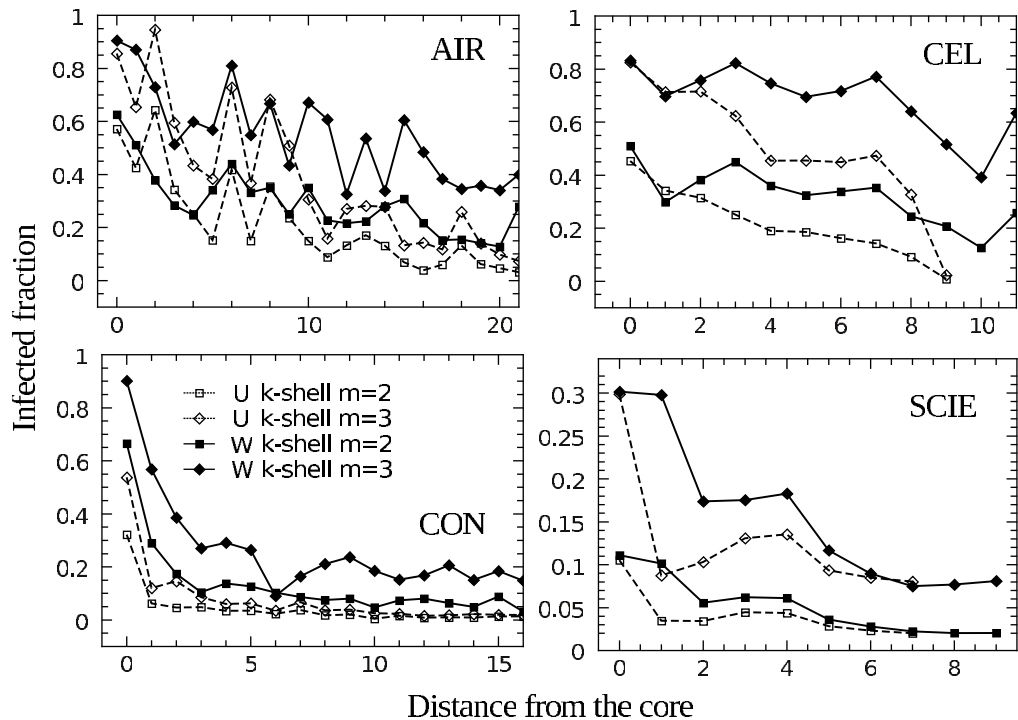 Infected fraction
AIR
1
0.8
0.6
0.4
0.2
0
0 10 20
CEL
1
0.8
0.6
0.4
0.2
0
0 2 4 6 8 10
CON
1
0.8
0.6
0.4
0.2
0
U k-shell m=2
U k-shell m=3
W k-shell m=2
W k-shell m=3
0 5 10 15
SCIE
0.3
0.2
0.15
0.1
0.05
0
0 2 4 6 8
Distance from the core